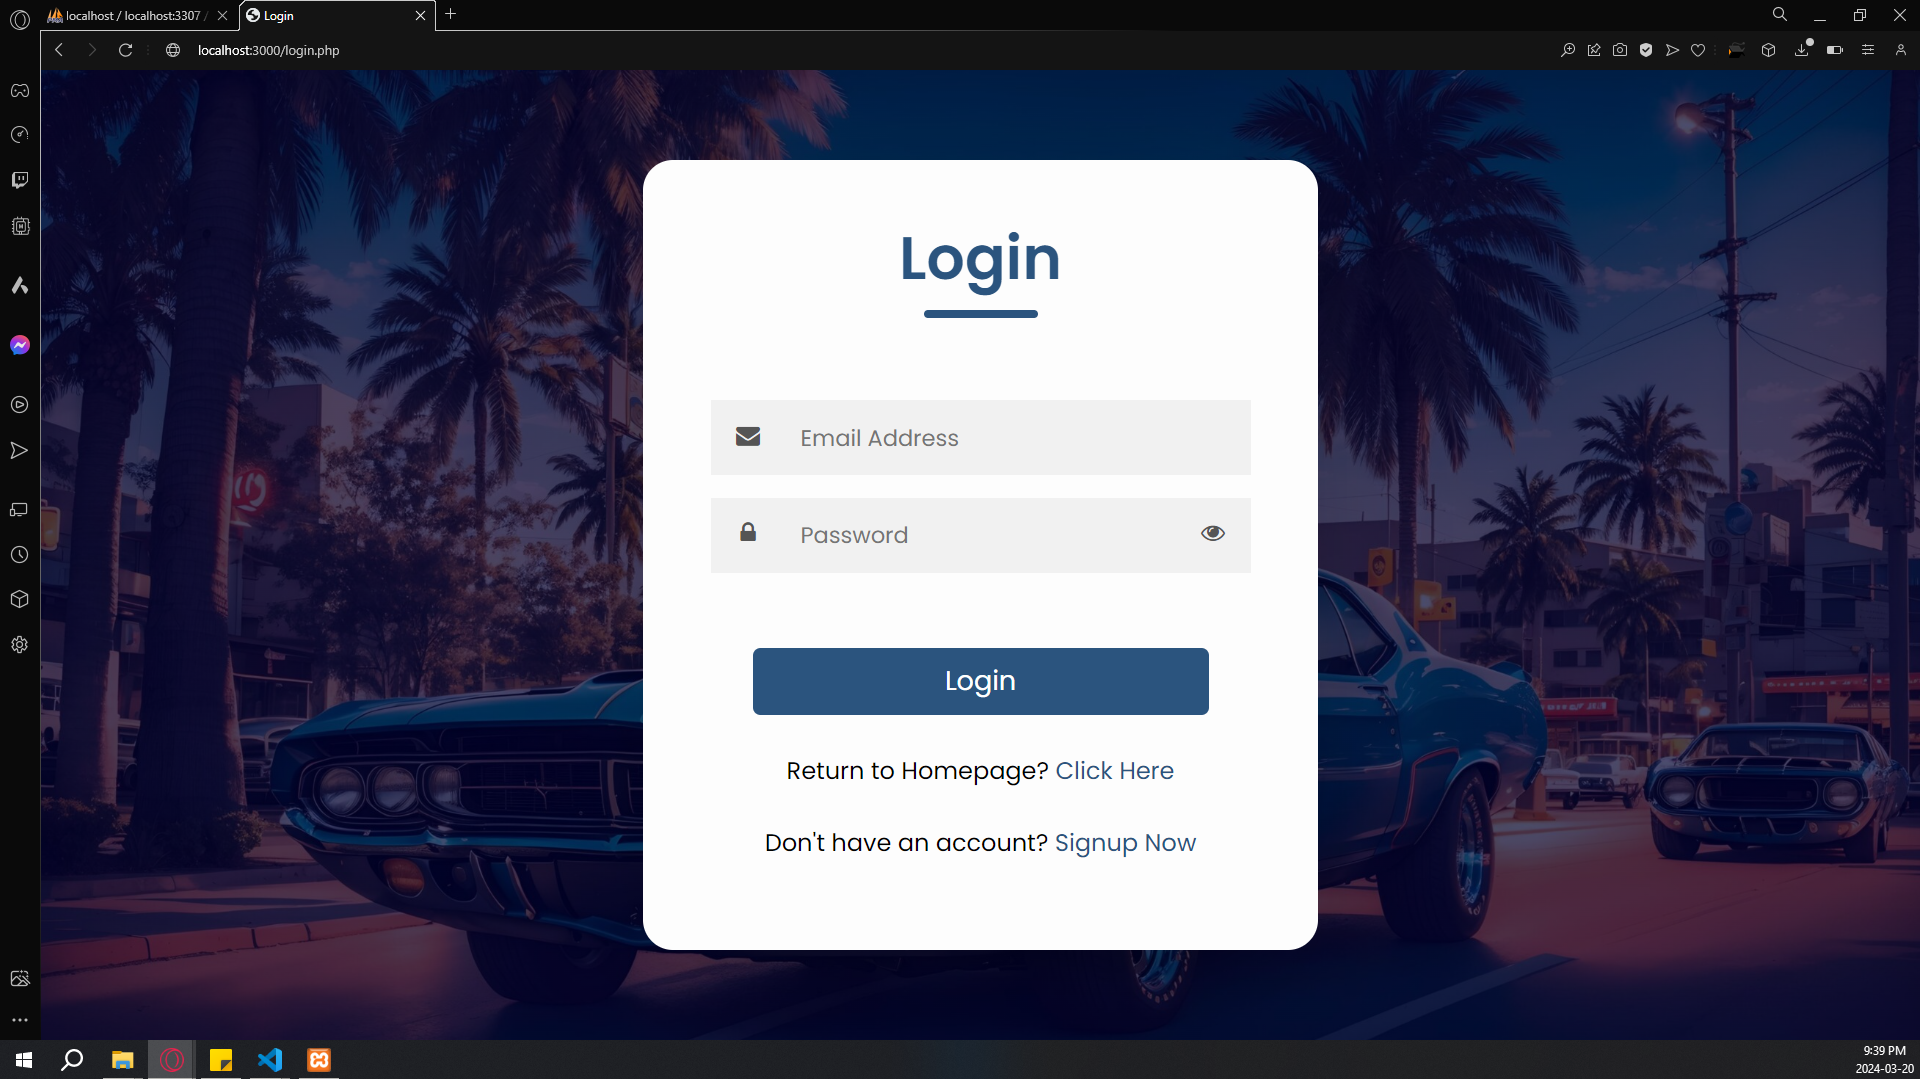 localhost / localhost:3307 /
Login
localhost:3000/login.php
Login
Email Address
Password
Login
Return to Homepage? Click Here
Don't have an account? Signup Now
9:39 PM
2024-03-20